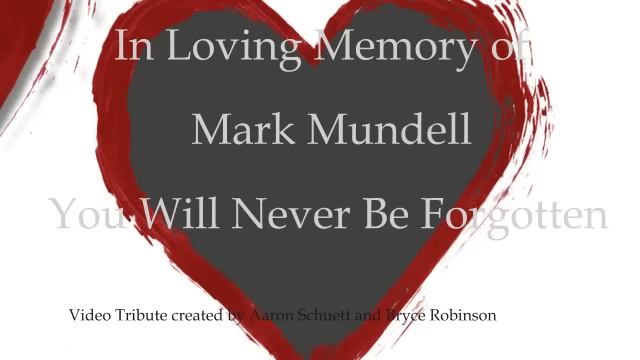 In Loving Memory of
Mark Mundell
You Will Never Be Forgotten
Video Tribute created by Aaron Schuett and Bryce Robinson